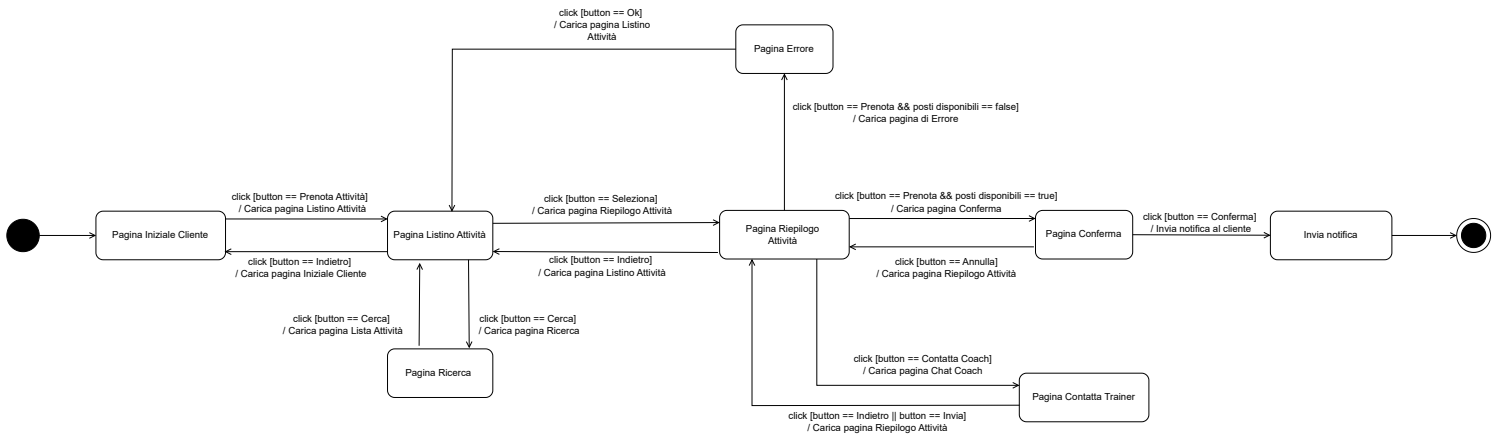 click [button == Ok]
/ Carica pagina Listino
Attività
Pagina Errore
click [button == Prenota && posti disponibili == false]
/ Carica pagina di Errore
click [button == Prenota Attività]
/ Carica pagina Listino Attività
click [button == Seleziona]
/ Carica pagina Riepilogo Attività
click [button == Prenota && posti disponibili == true]
/ Carica pagina Conferma
click [button == Conferma]
/ Invia notifica al cliente
Pagina Iniziale Cliente
Pagina Listino Attività
Pagina Riepilogo
Attività
Pagina Conferma
Invia notifica
click [button == Indietro]
/ Carica pagina Iniziale Cliente
click [button == Indietro]
/ Carica pagina Listino Attività
click [button == Annulla]
/ Carica pagina Riepilogo Attività
click [button == Cerca]
/ Carica pagina Lista Attività
click [button == Cerca]
/ Carica pagina Ricerca
Pagina Ricerca
click [button == Contatta Coach]
/ Carica pagina Chat Coach
Pagina Contatta Trainer
click [button == Indietro || button == Invia]
/ Carica pagina Riepilogo Attività